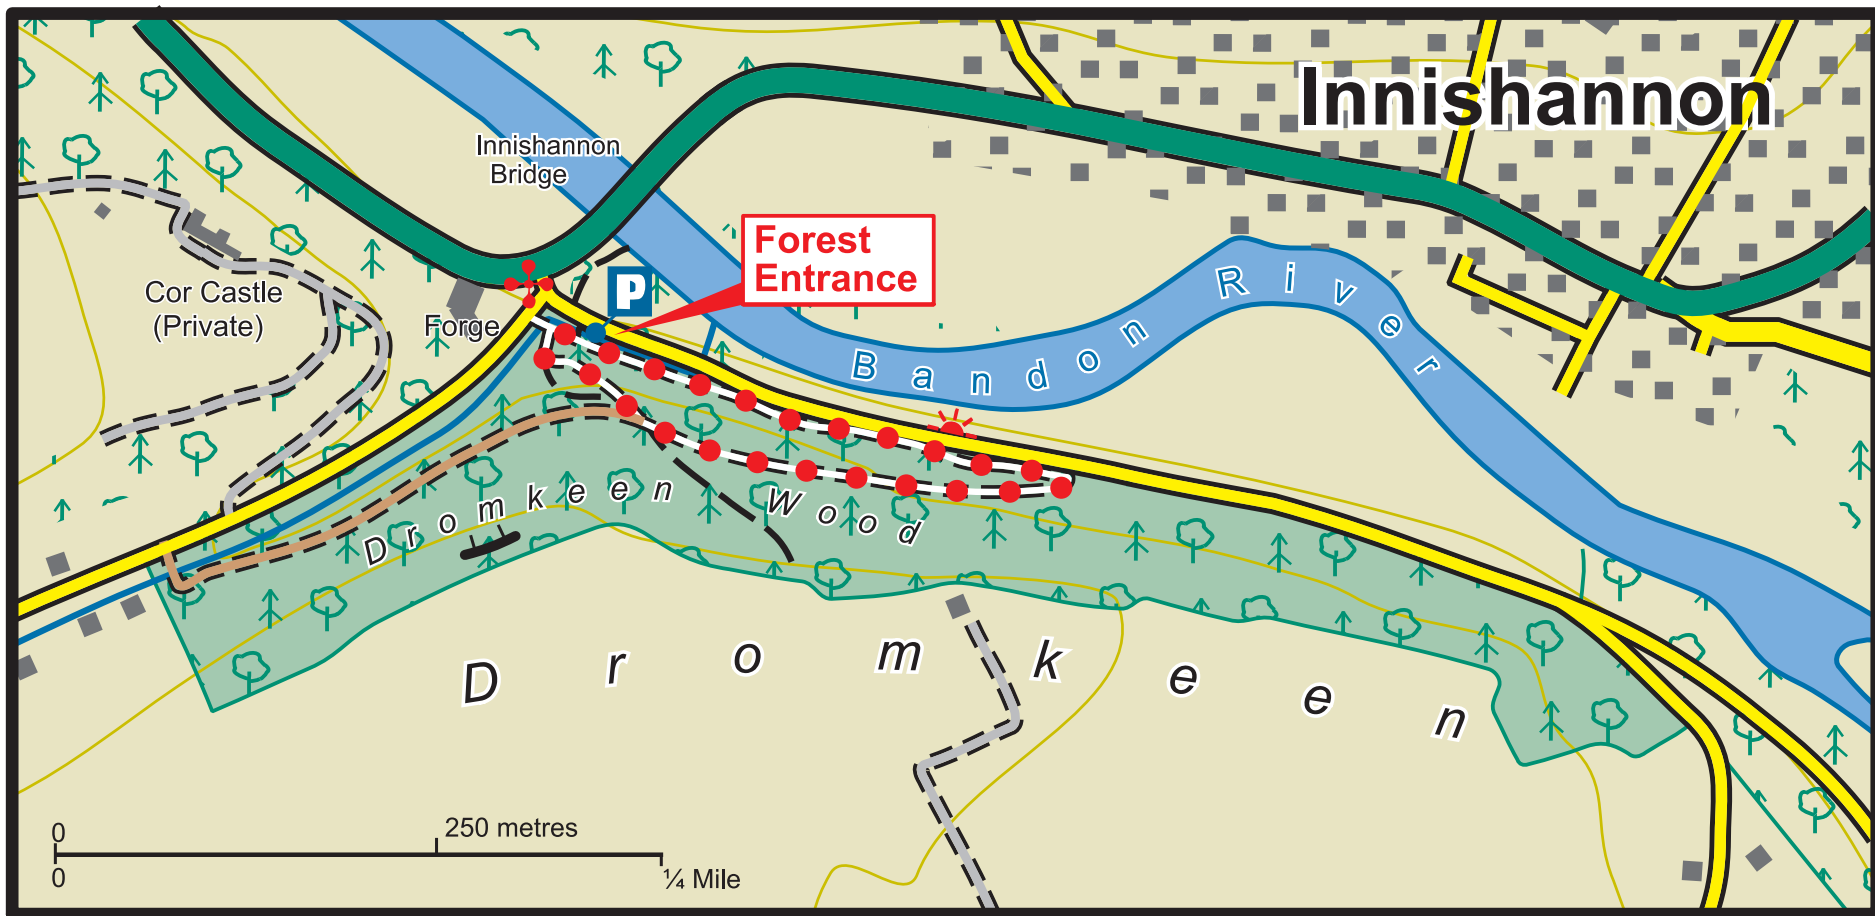 Innishannon
Innishannon
Bridge
Forest
Entrance
P
River
Bandon
Cor Castle
(Private)
Forge
Dromkeen Wood
Dromkeen
0
250 metres
0
¼ Mile